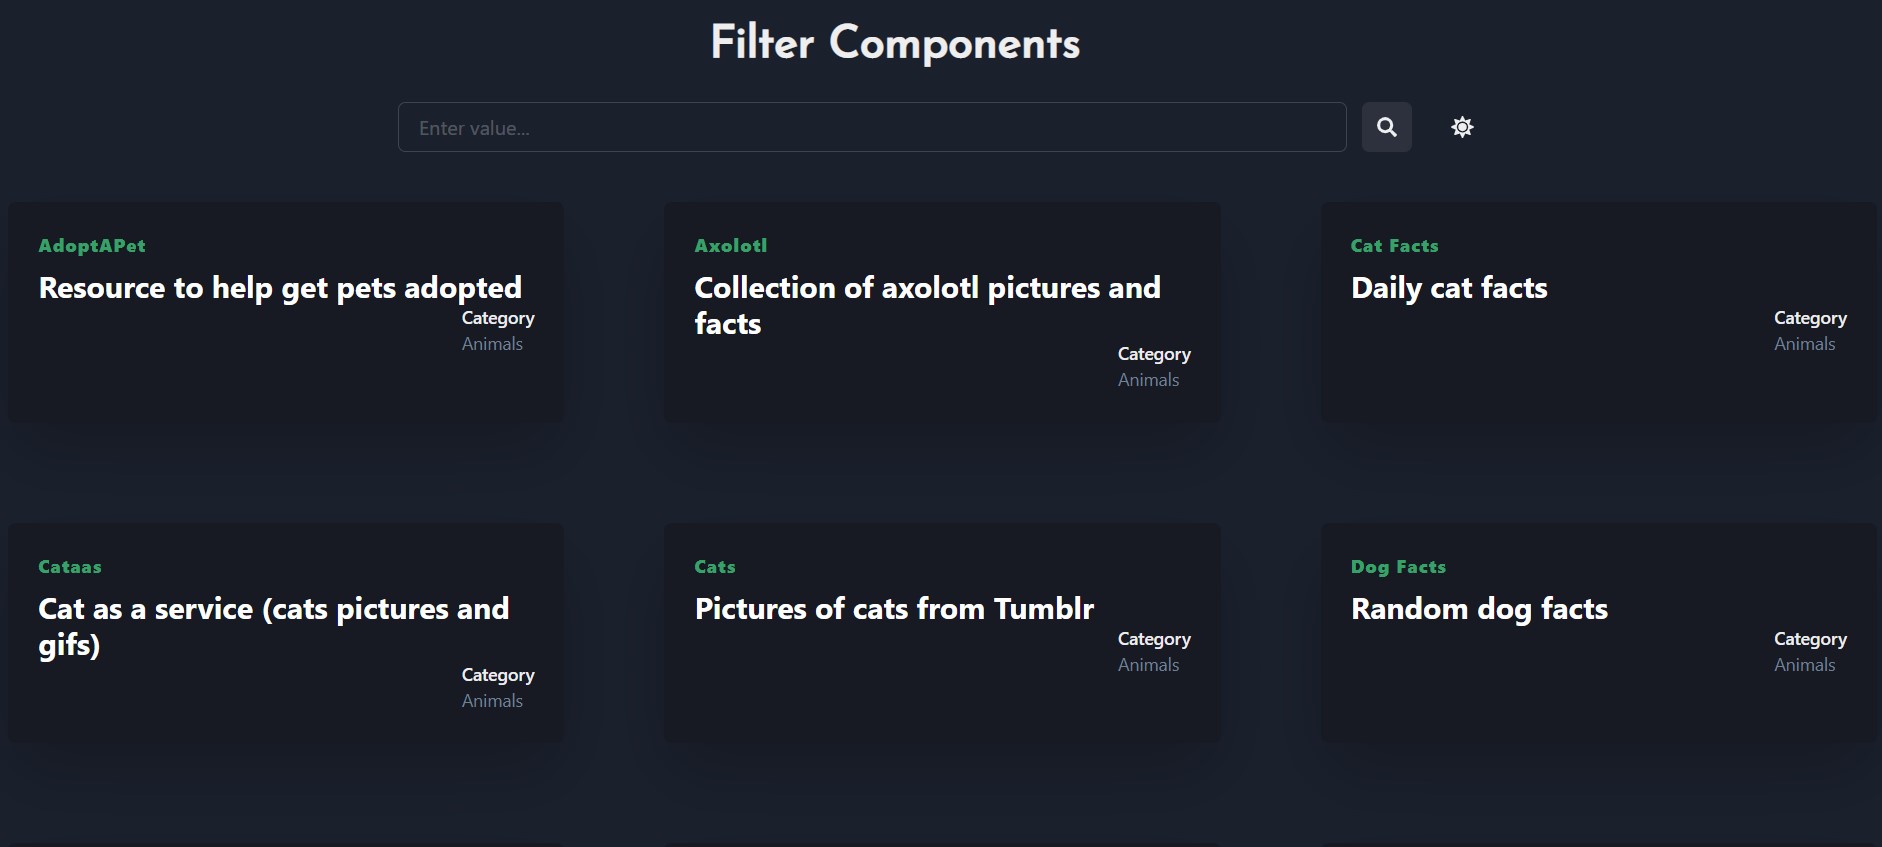 Filter Components
Enter value...
AdoptAPet
Resource to help get pets adopted
Category
Animals
Axolotl
Collection of axolotl pictures and
facts
Category
Animals
Cat Facts
Daily cat facts
Category
Animals
Cataas
Cat as a service (cats pictures and
gifs)
Category
Animals
Cats
Pictures of cats from Tumblr
Category
Animals
Dog Facts
Random dog facts
Category
Animals